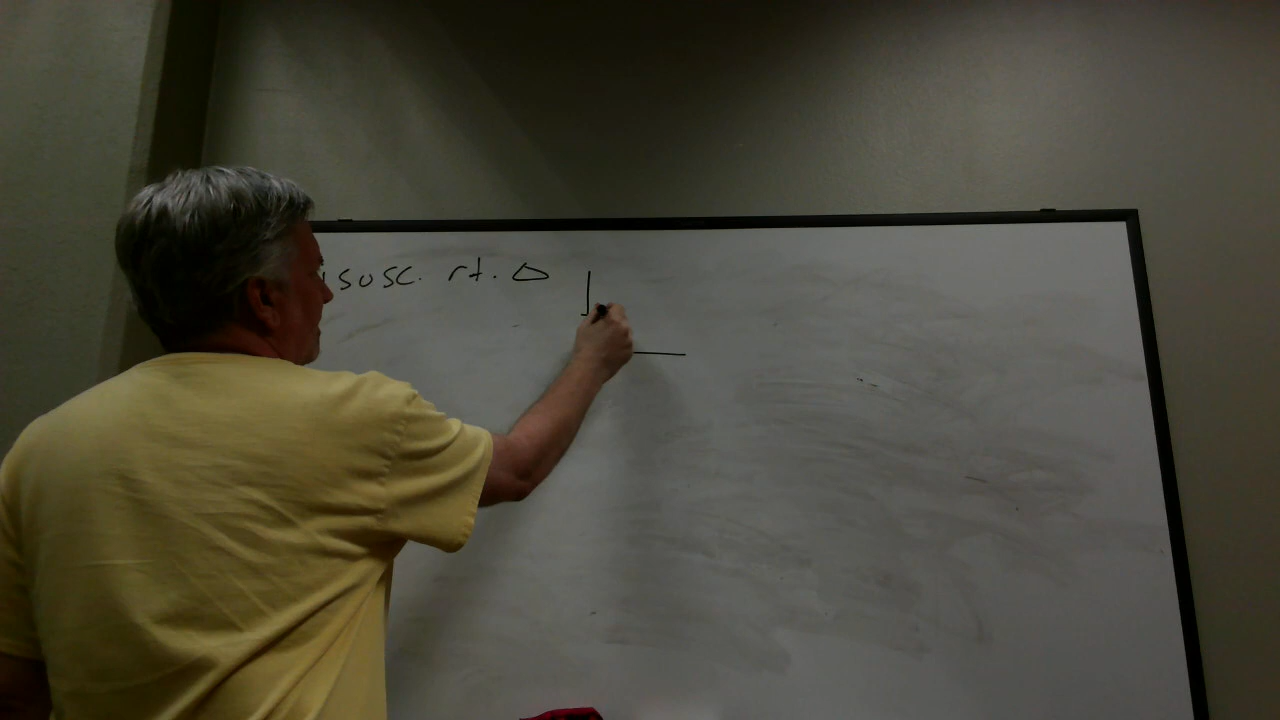 isosc. rt. △